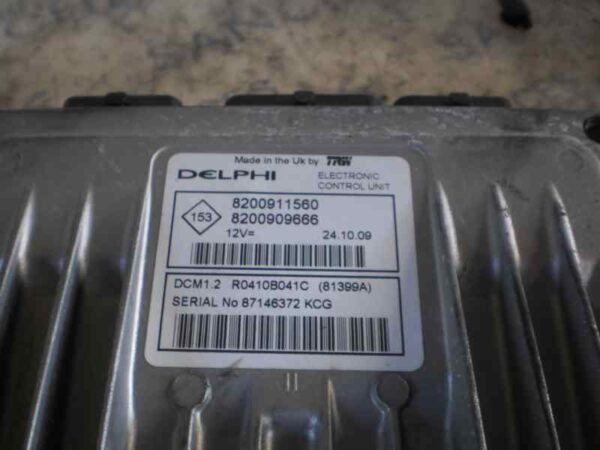 Made in the Uk by TRW
DELPHI ELECTRONIC CONTROL UNIT
153
8200911560
8200909666
12V= 24.10.09
DCM1.2 R0410B041C (81399A)
SERIAL No 87146372 KCG